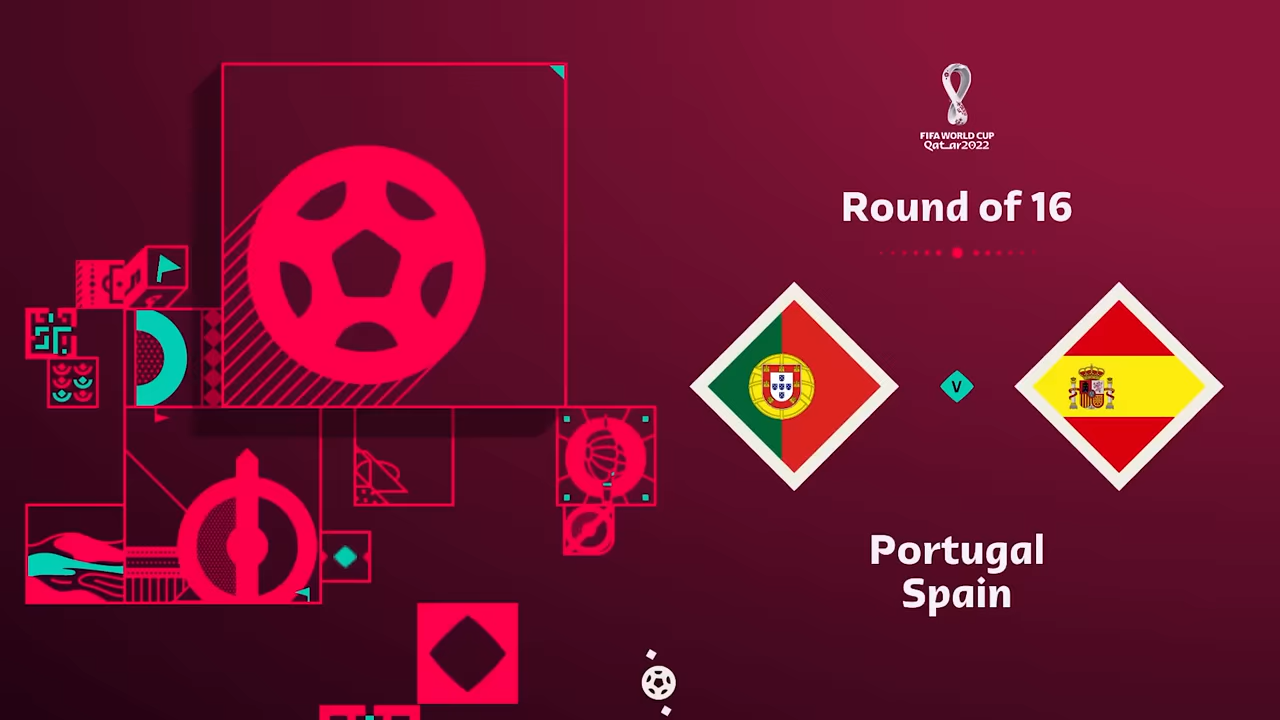 FIFA WORLD CUP
Qatar2022
Round of 16
V
Portugal
Spain